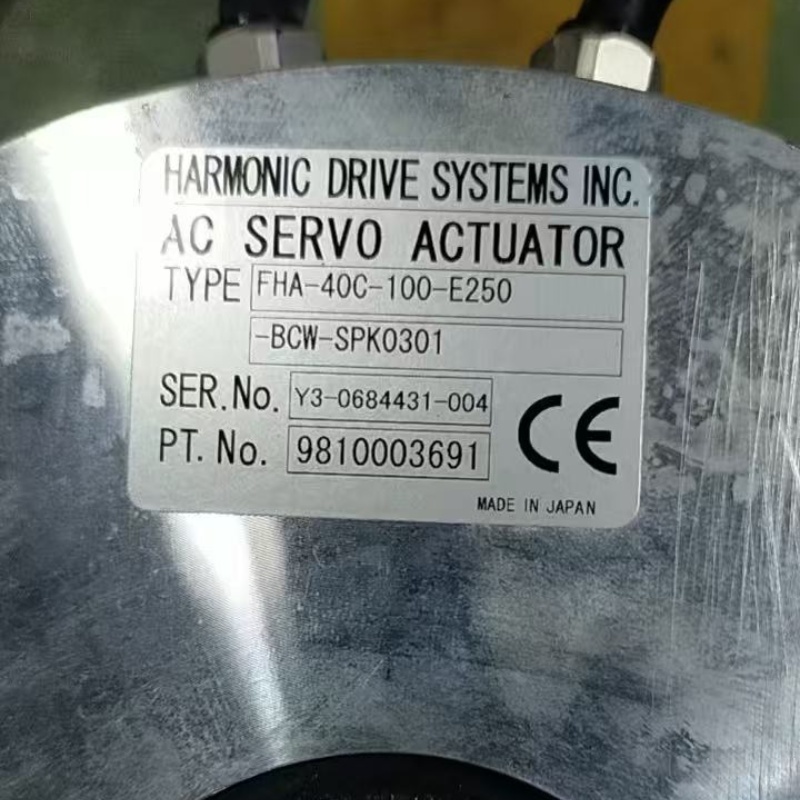 HARMONIC DRIVE SYSTEMS INC.
AC SERVO ACTUATOR
TYPE FHA-40C-100-E250
-BCW-SPK0301
SER.No. Y3-0684431-004
PT.No. 9810003691
CE
MADE IN JAPAN